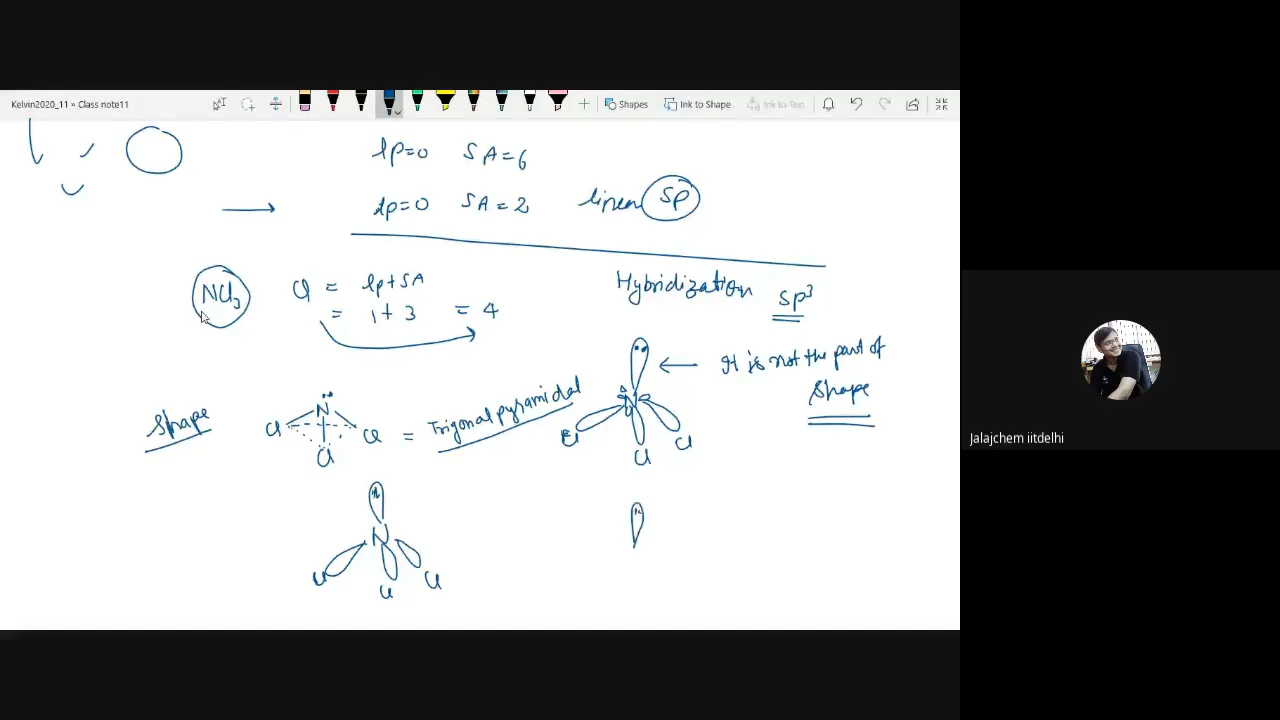 Kelvin2020_11 » Class note11
Shapes
Ink to Shape
Ink to Text
lp=0 SA=6
→ lp=0 SA=2 linear sp
NCl3 Q = lp+SA
= 1+3 = 4
Hybridization sp³
Shape
N
Cl Cl
Cl
= Trigonal pyramidal
N
Cl Cl Cl
← It is not the part of
shape
N
Cl Cl Cl
Jalajchem iitdelhi